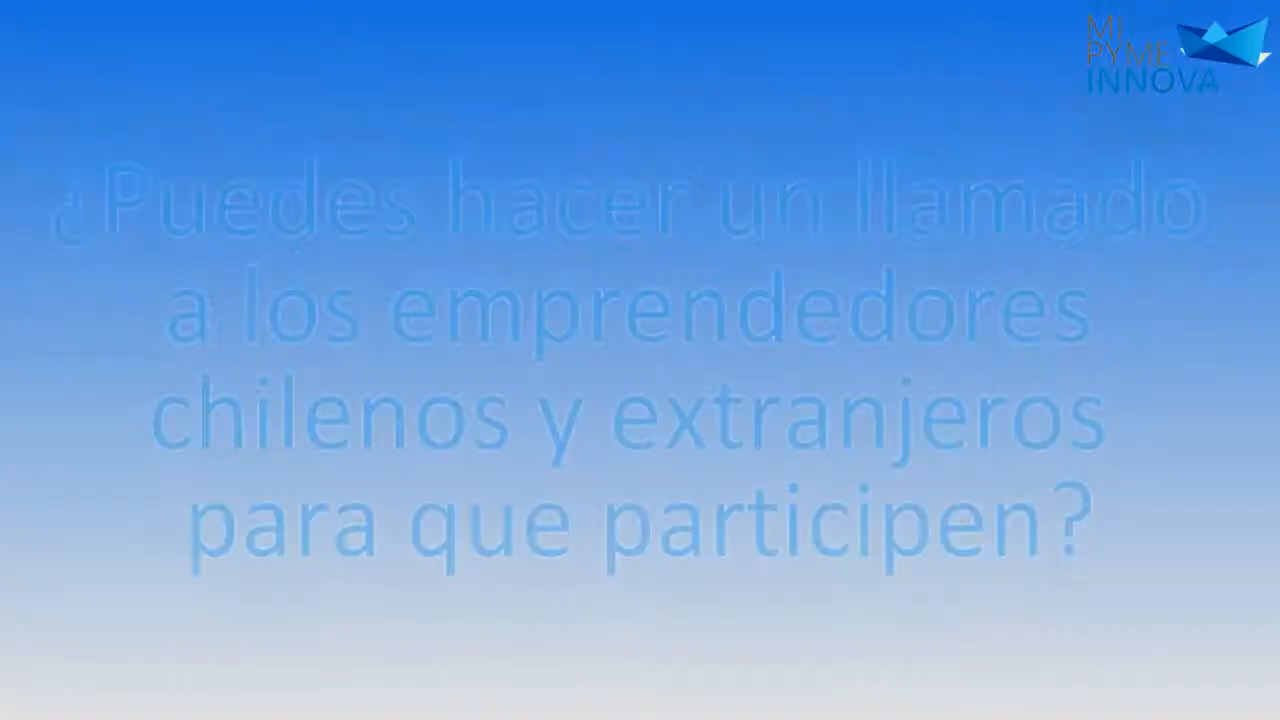 MI
PYME
INNOVA
¿Puedes hacer un llamado
a los emprendedores
chilenos y extranjeros
para que participen?